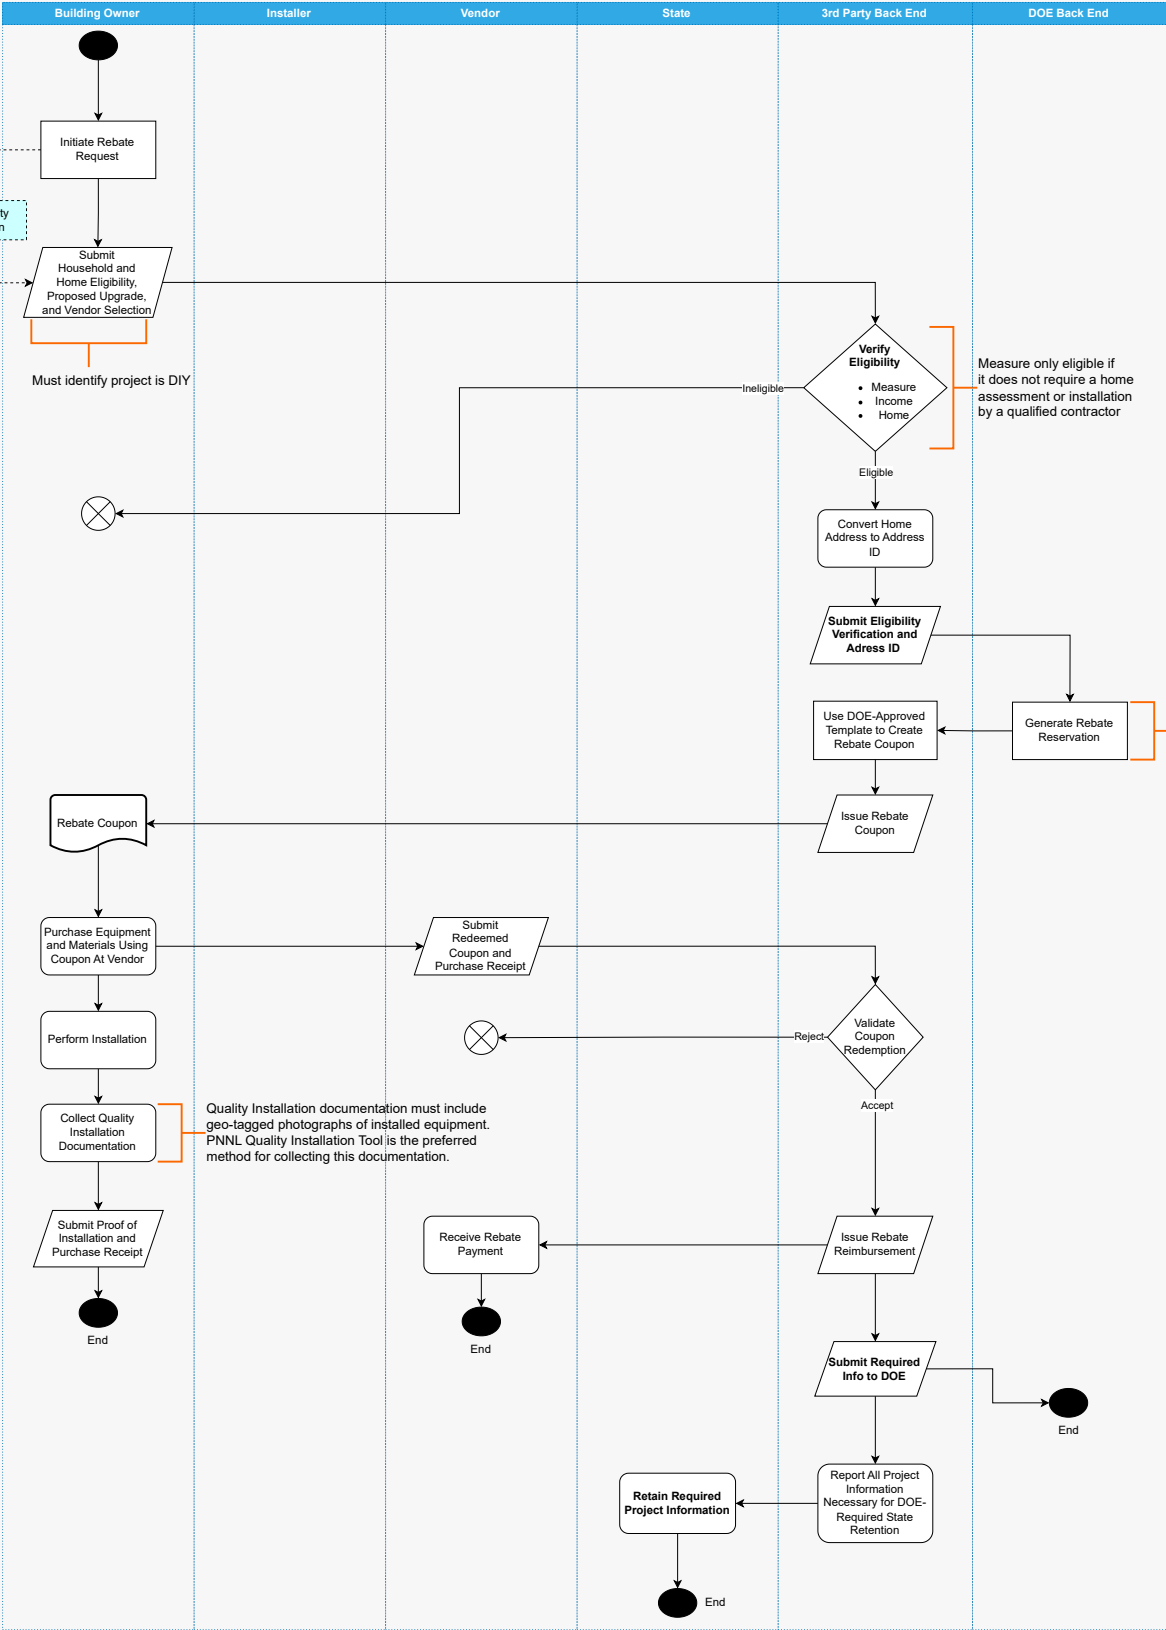 Building Owner
Installer
Vendor
State
3rd Party Back End
DOE Back End
Initiate Rebate
Request
ty
n
Submit
Household and
Home Eligibility,
Proposed Upgrade,
and Vendor Selection
Must identify project is DIY
Verify
Eligibility
• Measure
• Income
• Home
Measure only eligible if
it does not require a home
assessment or installation
by a qualified contractor
Ineligible
Eligible
Convert Home
Address to Address
ID
Submit Eligibility
Verification and
Adress ID
Generate Rebate
Reservation
Use DOE-Approved
Template to Create
Rebate Coupon
Issue Rebate
Coupon
Rebate Coupon
Purchase Equipment
and Materials Using
Coupon At Vendor
Submit
Redeemed
Coupon and
Purchase Receipt
Validate
Coupon
Redemption
Reject
Accept
Perform Installation
Collect Quality
Installation
Documentation
Quality Installation documentation must include
geo-tagged photographs of installed equipment.
PNNL Quality Installation Tool is the preferred
method for collecting this documentation.
Submit Proof of
Installation and
Purchase Receipt
End
Receive Rebate
Payment
End
Issue Rebate
Reimbursement
Submit Required
Info to DOE
End
Report All Project
Information
Necessary for DOE-
Required State
Retention
Retain Required
Project Information
End